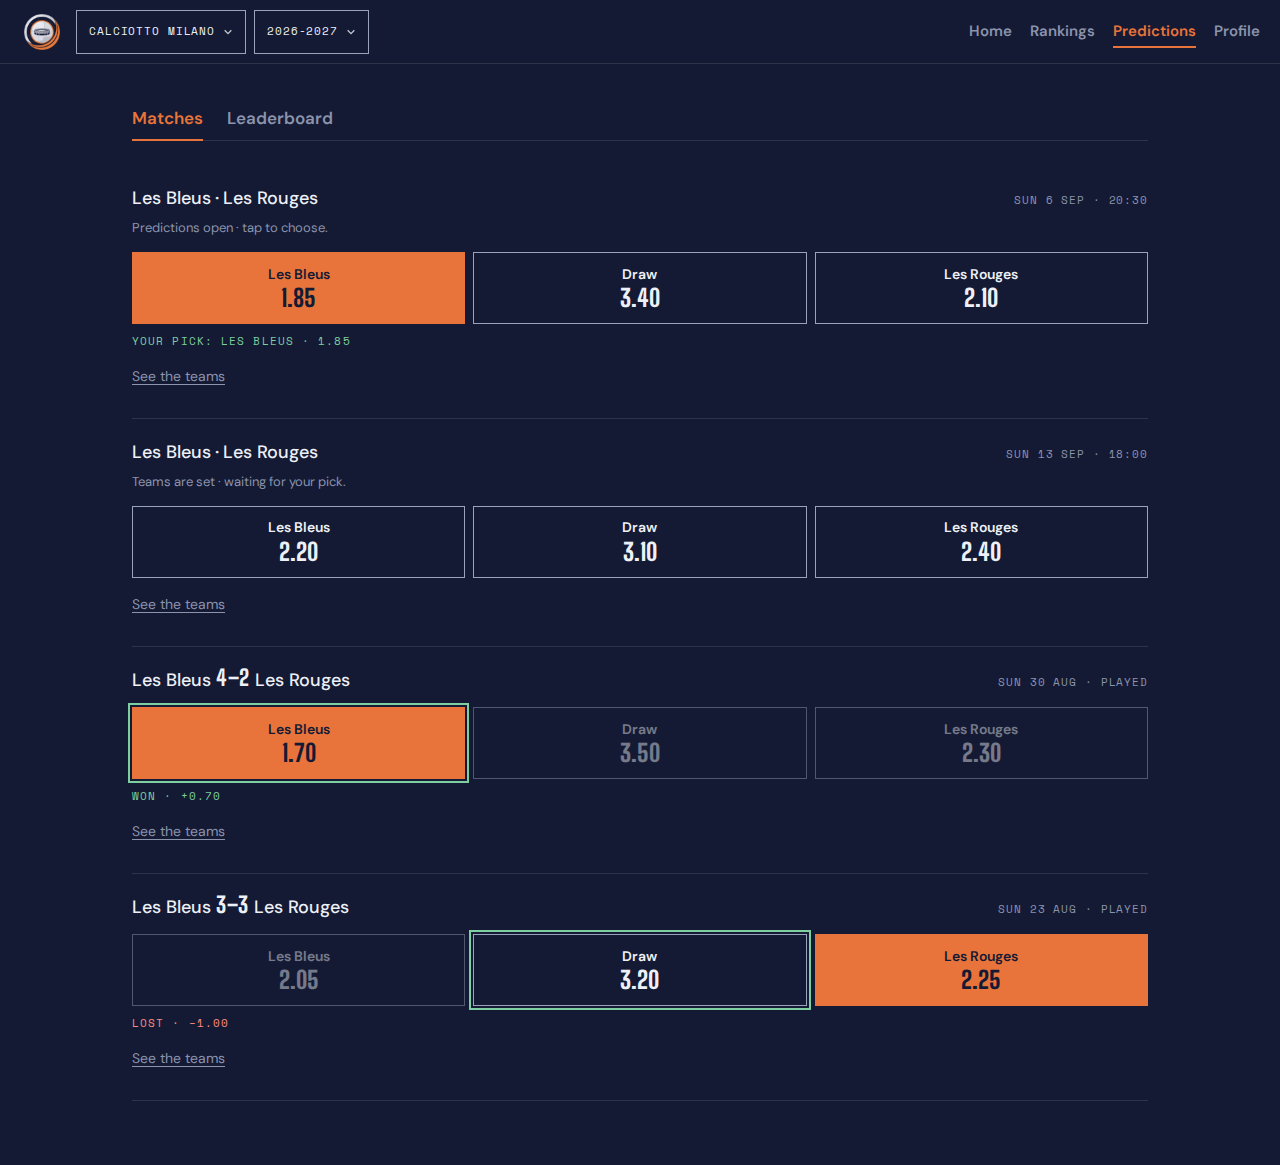 CALCIOTTO MILANO
2026-2027
Home
Rankings
Predictions
Profile
Matches
Leaderboard
Les Bleus · Les Rouges
SUN 6 SEP · 20:30
Predictions open · tap to choose.
Les Bleus
1.85
Draw
3.40
Les Rouges
2.10
YOUR PICK: LES BLEUS · 1.85
See the teams
Les Bleus · Les Rouges
SUN 13 SEP · 18:00
Teams are set · waiting for your pick.
Les Bleus
2.20
Draw
3.10
Les Rouges
2.40
See the teams
Les Bleus 4–2 Les Rouges
SUN 30 AUG · PLAYED
Les Bleus
1.70
Draw
3.50
Les Rouges
2.30
WON · +0.70
See the teams
Les Bleus 3–3 Les Rouges
SUN 23 AUG · PLAYED
Les Bleus
2.05
Draw
3.20
Les Rouges
2.25
LOST · −1.00
See the teams